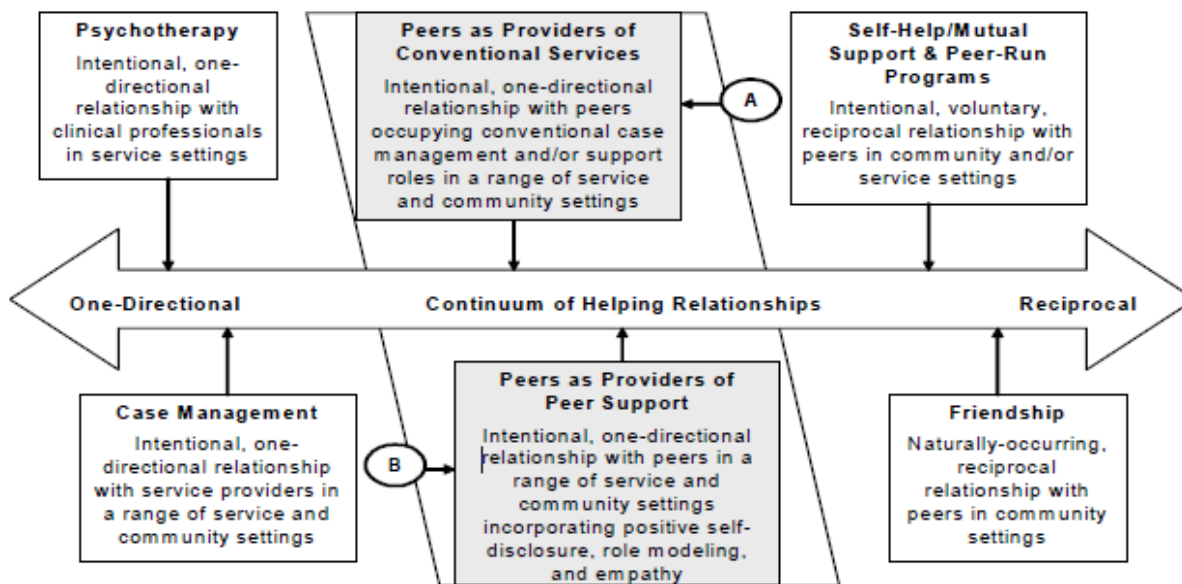 Psychotherapy
Intentional, one-
directional
relationship with
clinical professionals
in service settings
Peers as Providers of
Conventional Services
Intentional, one-directional
relationship with peers
occupying conventional case
management and/or support
roles in a range of service
and community settings
A
Self-Help/Mutual
Support & Peer-Run
Programs
Intentional, voluntary,
reciprocal relationship with
peers in community and/or
service settings
One-Directional
Continuum of Helping Relationships
Reciprocal
Case Management
Intentional, one-
directional relationship
with service providers in
a range of service and
community settings
B
Peers as Providers of
Peer Support
Intentional, one-directional
relationship with peers in a
range of service and
community settings
incorporating positive self-
disclosure, role modeling,
and empathy
Friendship
Naturally-occurring,
reciprocal
relationship with
peers in community
settings